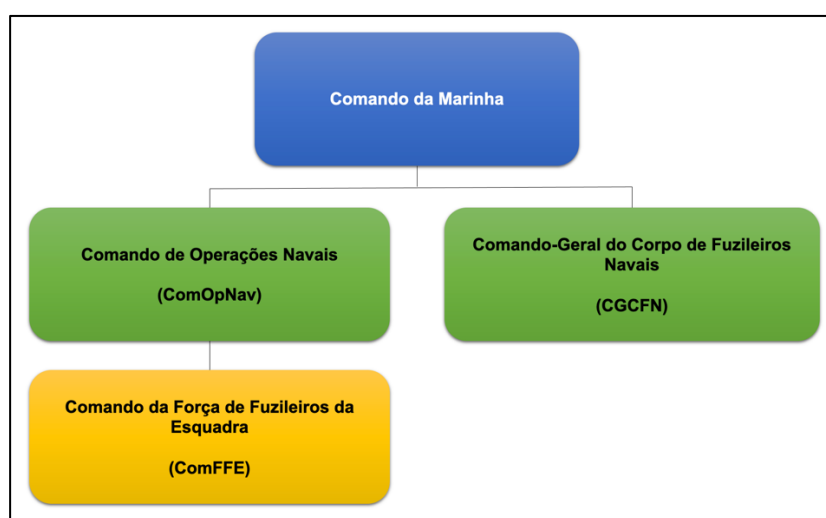 Comando da Marinha
Comando de Operações Navais
(ComOpNav)
Comando-Geral do Corpo de Fuzileiros
Navais
(CGCFN)
Comando da Força de Fuzileiros da
Esquadra
(ComFFE)